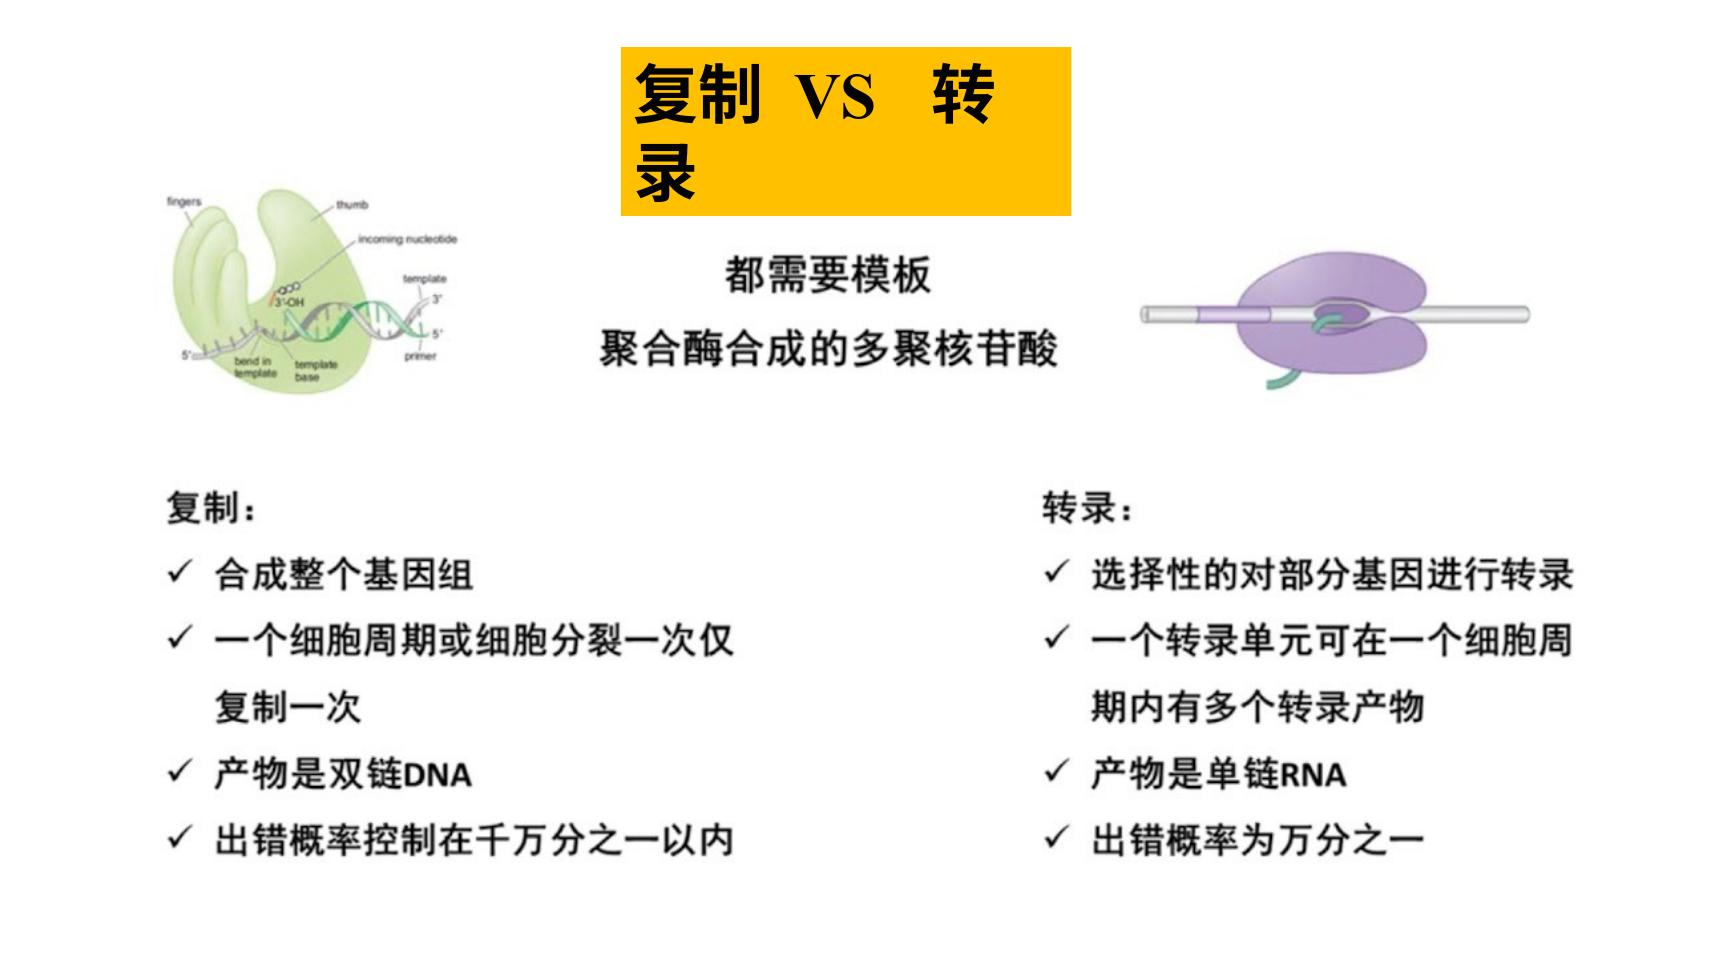 复制 VS 转
录
fingers
thumb
incoming nucleotide
template
3'
3'-OH
5'
5'
bend in
template
template
base
primer
都需要模板
聚合酶合成的多聚核苷酸
复制：
✓ 合成整个基因组
✓ 一个细胞周期或细胞分裂一次仅
复制一次
✓ 产物是双链DNA
✓ 出错概率控制在千万分之一以内
转录：
✓ 选择性的对部分基因进行转录
✓ 一个转录单元可在一个细胞周
期内有多个转录产物
✓ 产物是单链RNA
✓ 出错概率为万分之一